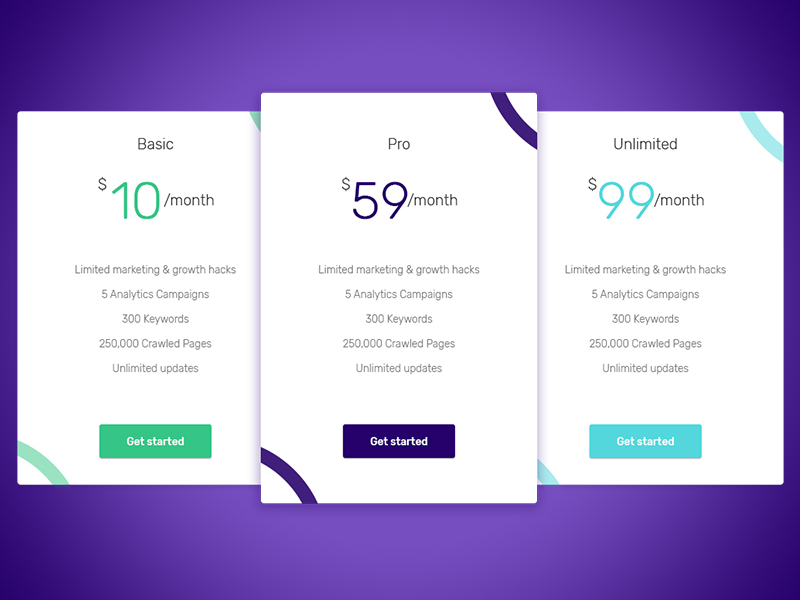 Basic
$10/month
Limited marketing & growth hacks
5 Analytics Campaigns
300 Keywords
250,000 Crawled Pages
Unlimited updates
Get started
Pro
$59/month
Limited marketing & growth hacks
5 Analytics Campaigns
300 Keywords
250,000 Crawled Pages
Unlimited updates
Get started
Unlimited
$99/month
Limited marketing & growth hacks
5 Analytics Campaigns
300 Keywords
250,000 Crawled Pages
Unlimited updates
Get started